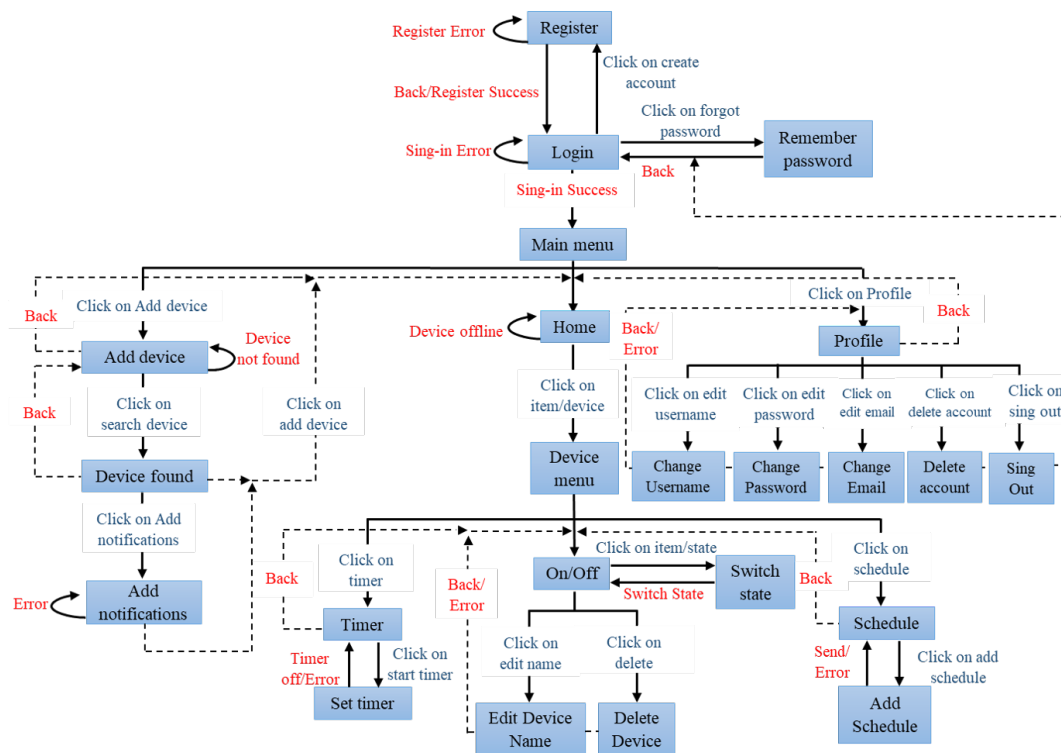 Register
Register Error
Click on create
account
Back/Register Success
Click on forgot
password
Remember
password
Sing-in Error
Login
Back
Sing-in Success
Main menu
Click on Add device
Back
Click on Profile
Back
Device offline
Home
Back/
Error
Device
not found
Add device
Profile
Back
Click on
search device
Click on
add device
Click on
item/device
Click on edit
username
Click on edit
password
Click on
edit email
Click on
delete account
Click on
sing out
Device found
Device
menu
Change
Username
Change
Password
Change
Email
Delete
account
Sing
Out
Click on Add
notifications
Click on
timer
Back
Back/
Error
On/Off
Click on item/state
Switch State
Switch
state
Back
Click on
schedule
Error
Add
notifications
Timer
Schedule
Timer
off/Error
Click on
start timer
Click on
edit name
Click on
delete
Send/
Error
Click on add
schedule
Set timer
Edit Device
Name
Delete
Device
Add
Schedule